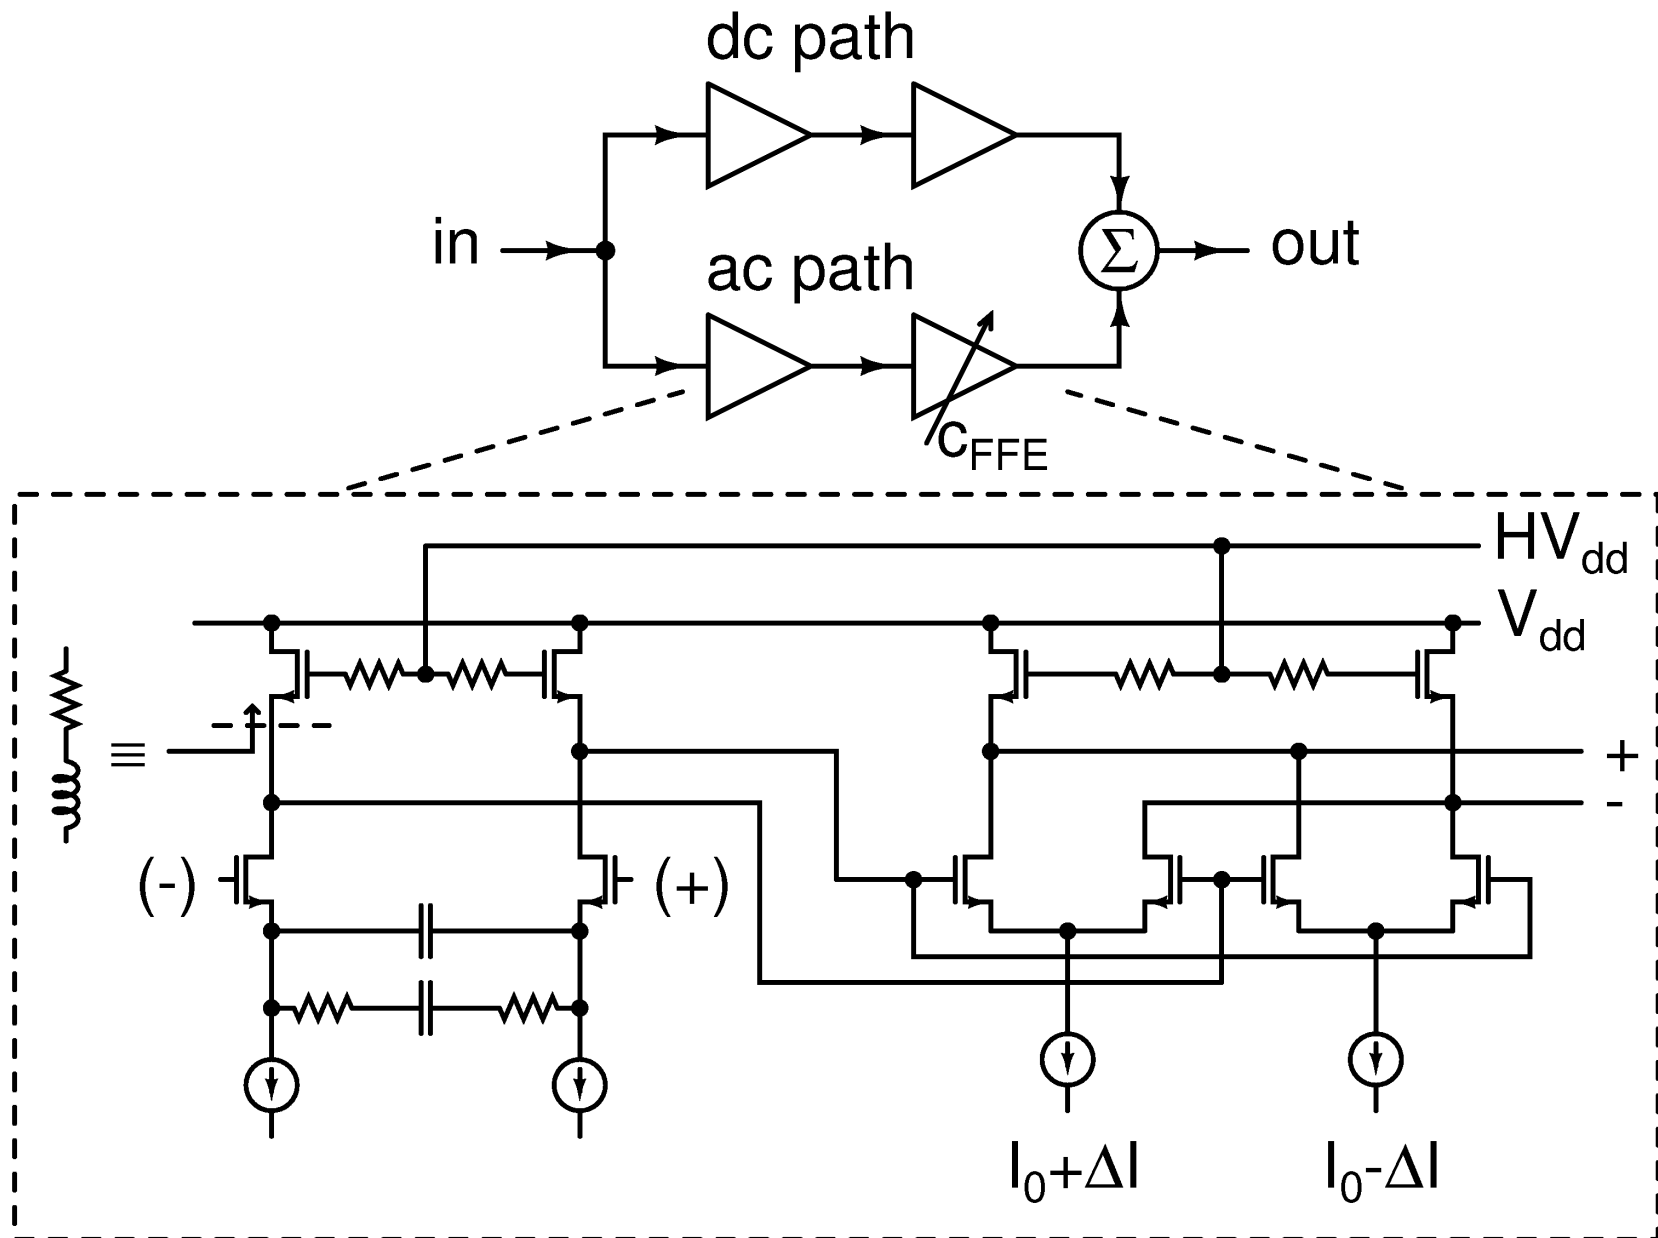 dc path
in
Σ
out
ac path
cFFE
HVdd
Vdd
≡
+
-
(-)
(+)
I0+ΔI
I0-ΔI